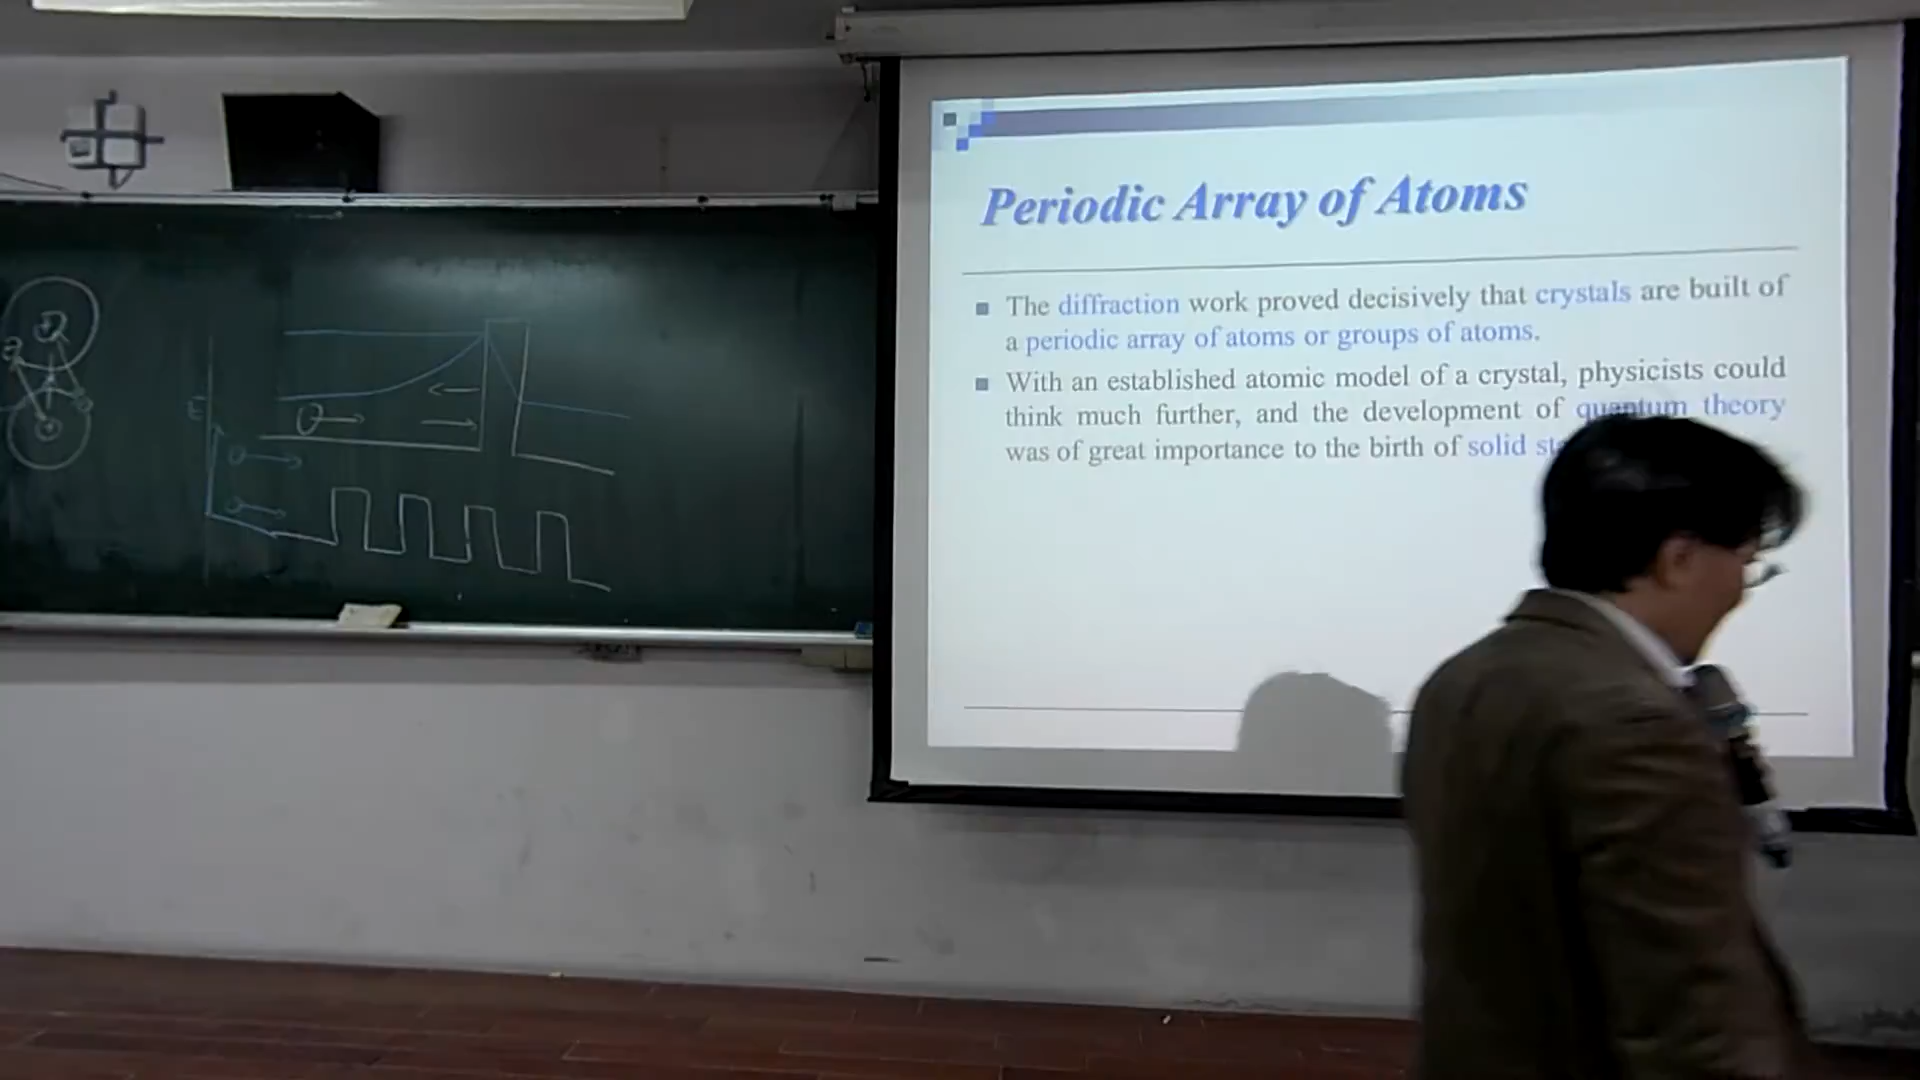 Periodic Array of Atoms
The diffraction work proved decisively that crystals are built of
a periodic array of atoms or groups of atoms.
With an established atomic model of a crystal, physicists could
think much further, and the development of quantum theory
was of great importance to the birth of solid
E